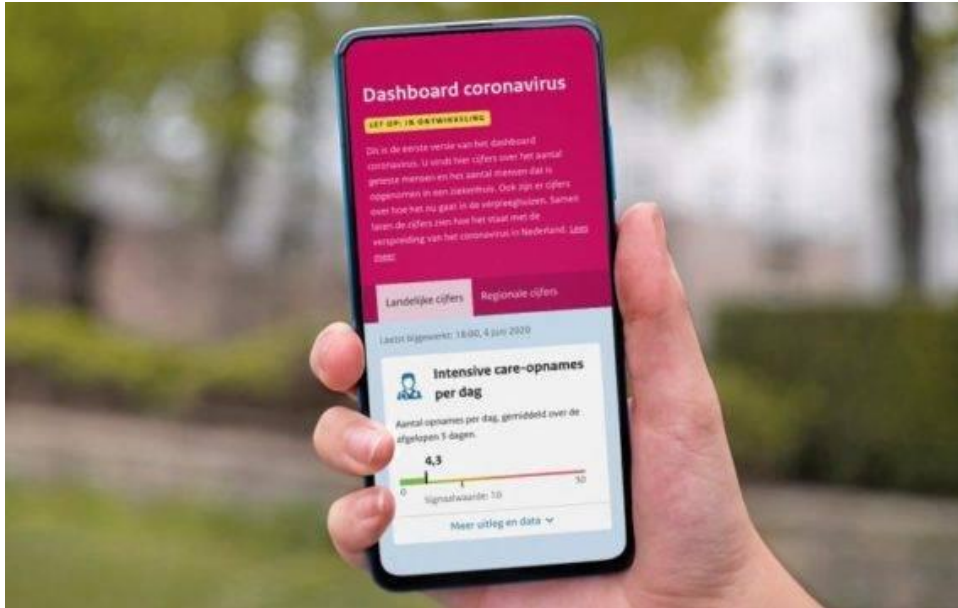 Dashboard coronavirus
LET OP: IN ONTWIKKELING
Dit is de eerste versie van het dashboard
coronavirus. U vindt hier cijfers over het aantal
geteste mensen en het aantal mensen dat is
opgenomen in een ziekenhuis. Ook zijn er cijfers
over hoe het nu gaat in de verpleeghuizen. Samen
laten de cijfers zien hoe het staat met de
verspreiding van het coronavirus in Nederland. Lees
meer
Landelijke cijfers Regionale cijfers
Laatst bijgewerkt: 18:00, 4 juni 2020
Intensive care-opnames
per dag
Aantal opnames per dag, gemiddeld over de
afgelopen 5 dagen.
4,3
0 30
Signaalwaarde: 10
Meer uitleg en data